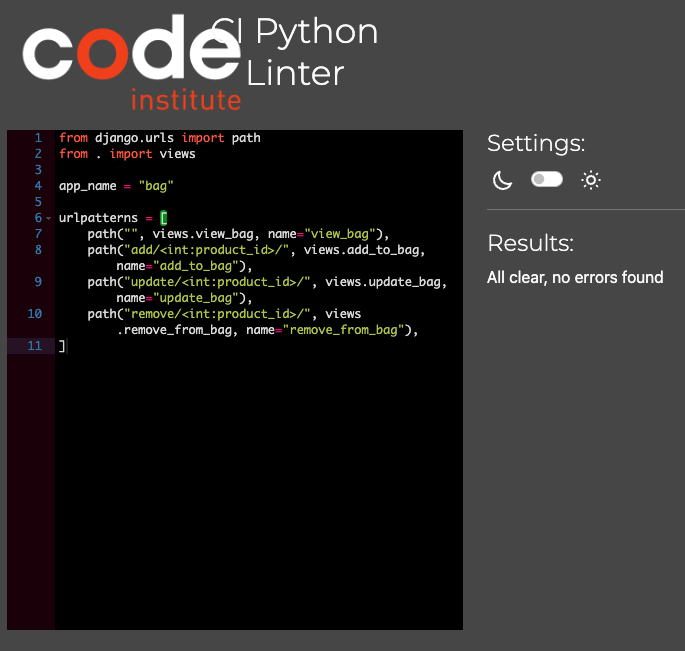 code
institute
CI Python
Linter
1 from django.urls import path
2 from . import views
3
4 app_name = "bag"
5
6 urlpatterns = [
7 path("", views.view_bag, name="view_bag"),
8 path("add/<int:product_id>/", views.add_to_bag,
name="add_to_bag"),
9 path("update/<int:product_id>/", views.update_bag,
name="update_bag"),
10 path("remove/<int:product_id>/", views
.remove_from_bag, name="remove_from_bag"),
11 ]
Settings:
Results:
All clear, no errors found